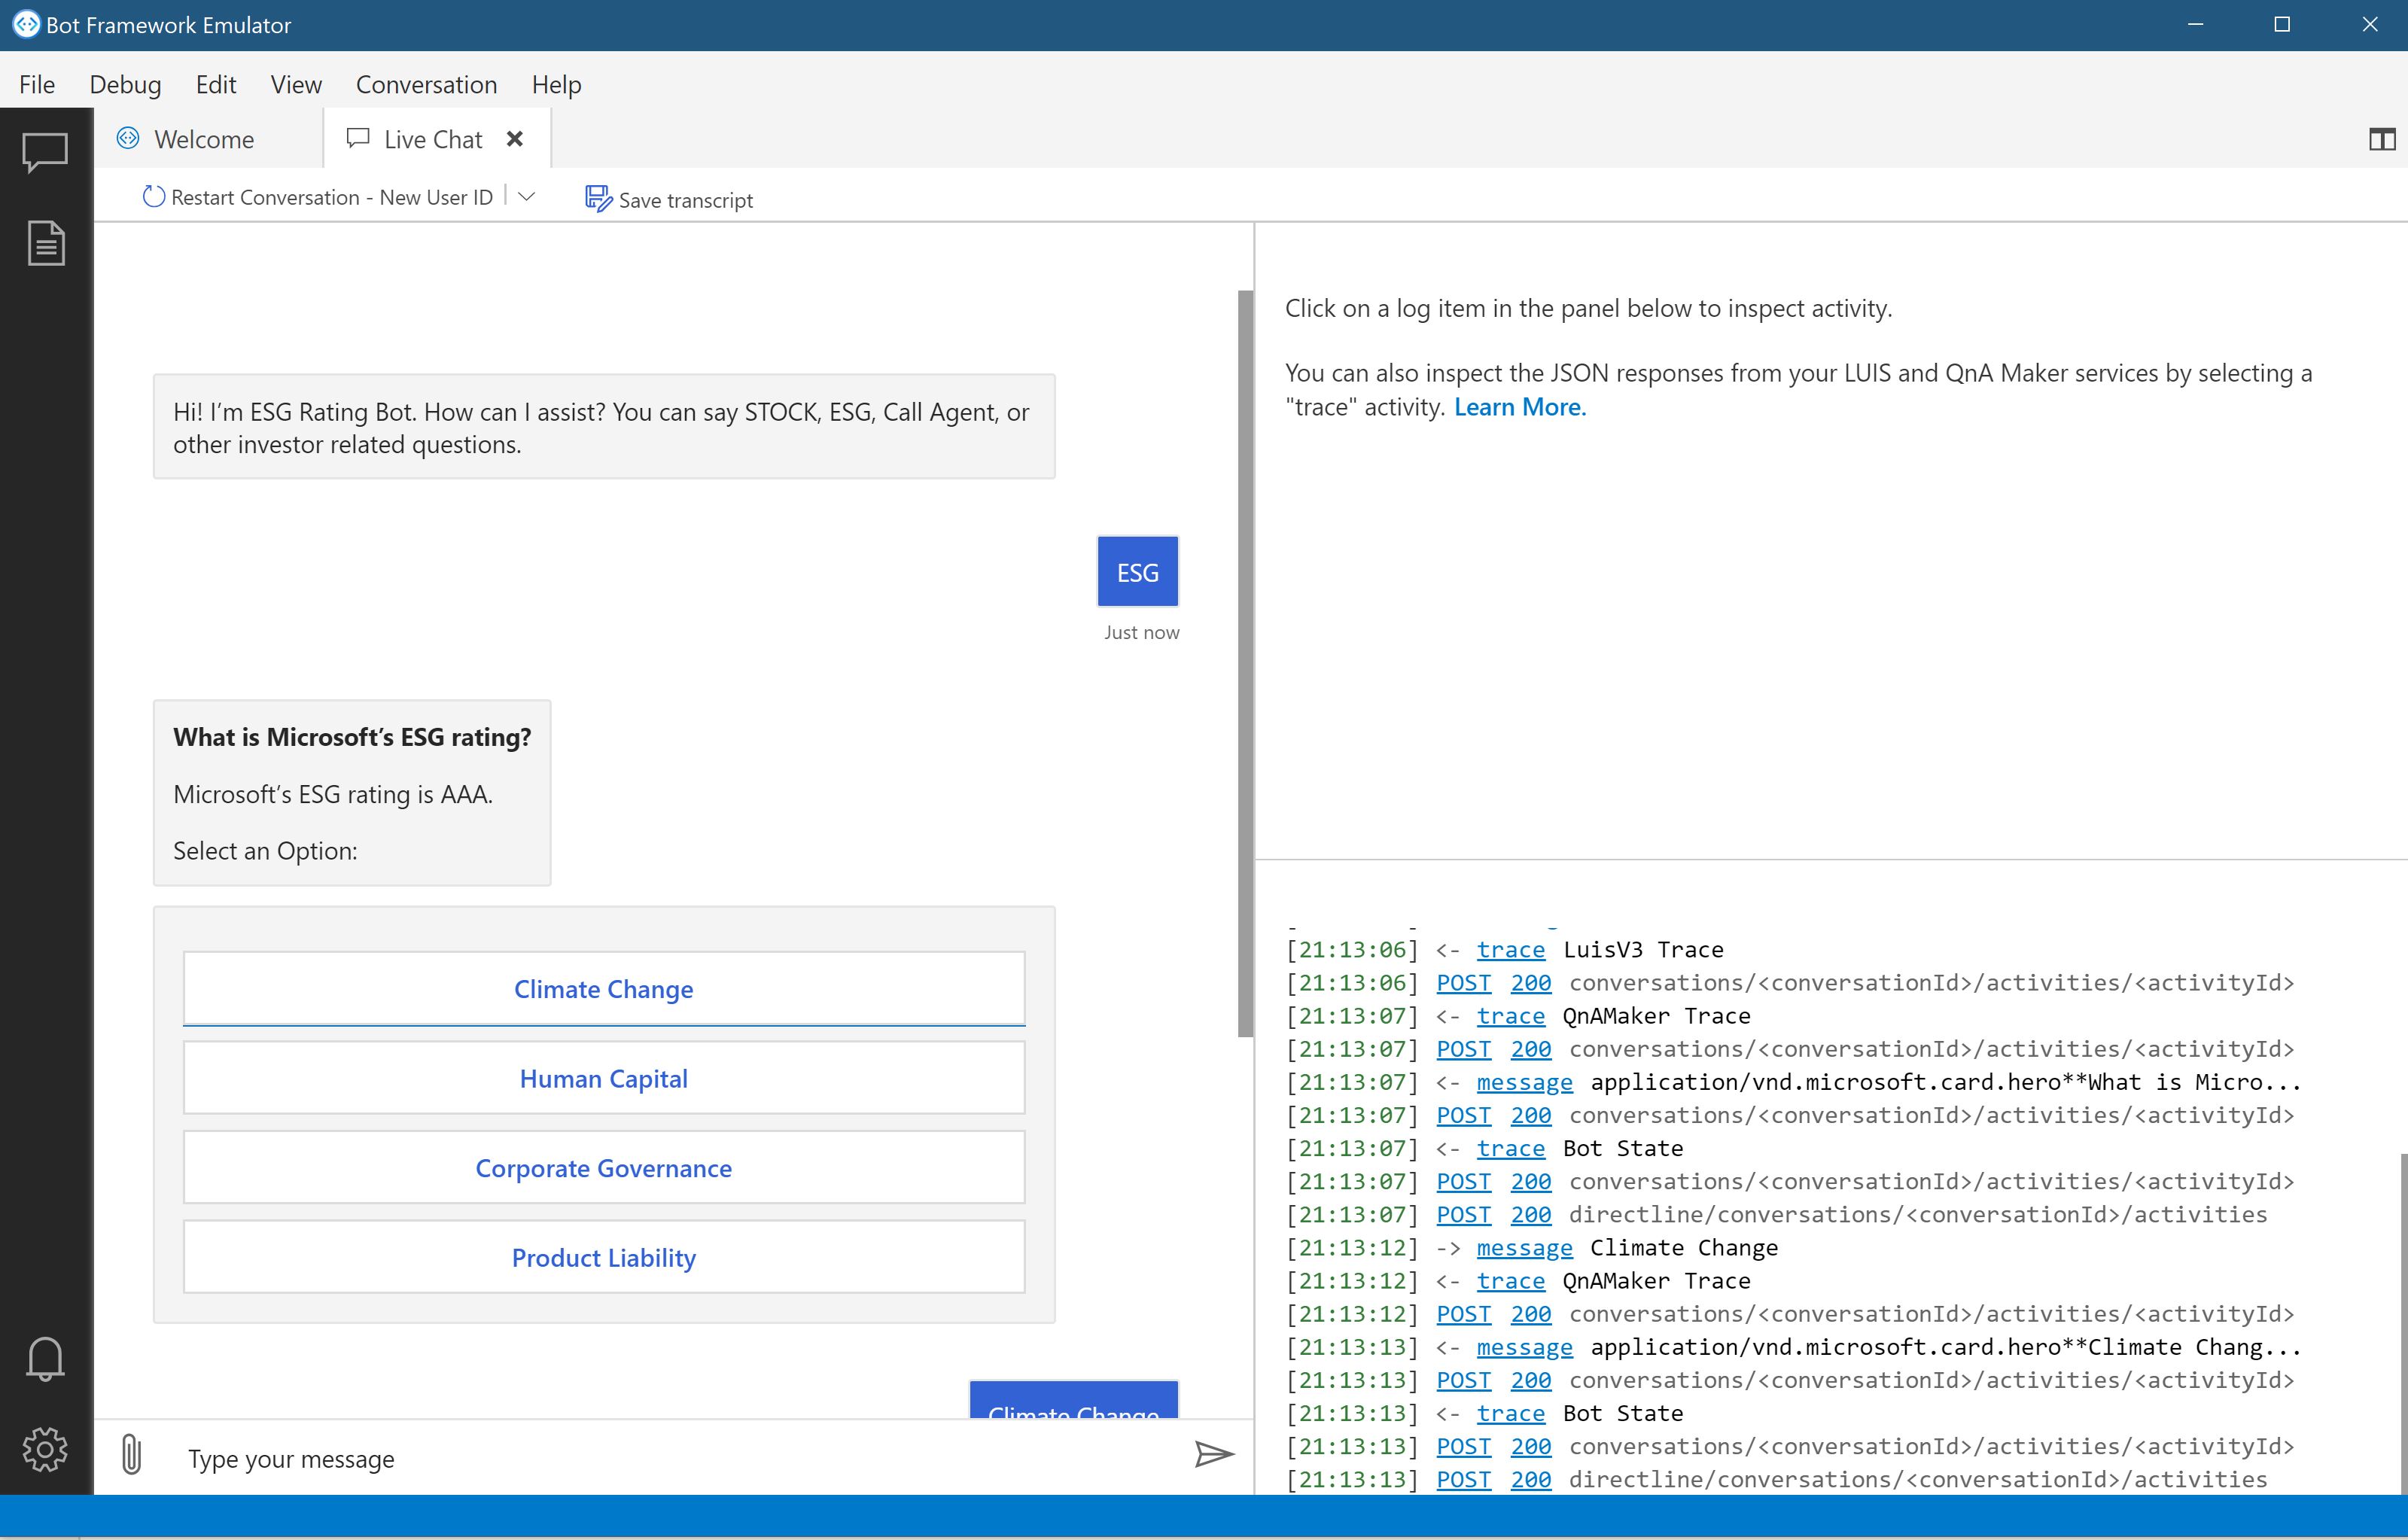 Bot Framework Emulator
File Debug Edit View Conversation Help
Welcome
Live Chat
Restart Conversation - New User ID
Save transcript
Hi! I’m ESG Rating Bot. How can I assist? You can say STOCK, ESG, Call Agent, or
other investor related questions.
ESG
Just now
What is Microsoft’s ESG rating?
Microsoft’s ESG rating is AAA.
Select an Option:
Climate Change
Human Capital
Corporate Governance
Product Liability
Climate Change
Type your message
Click on a log item in the panel below to inspect activity.
You can also inspect the JSON responses from your LUIS and QnA Maker services by selecting a
"trace" activity. Learn More.
[21:13:06] <- trace LuisV3 Trace
[21:13:06] POST 200 conversations/<conversationId>/activities/<activityId>
[21:13:07] <- trace QnAMaker Trace
[21:13:07] POST 200 conversations/<conversationId>/activities/<activityId>
[21:13:07] <- message application/vnd.microsoft.card.hero**What is Micro...
[21:13:07] POST 200 conversations/<conversationId>/activities/<activityId>
[21:13:07] <- trace Bot State
[21:13:07] POST 200 conversations/<conversationId>/activities/<activityId>
[21:13:07] POST 200 directline/conversations/<conversationId>/activities
[21:13:12] -> message Climate Change
[21:13:12] <- trace QnAMaker Trace
[21:13:12] POST 200 conversations/<conversationId>/activities/<activityId>
[21:13:13] <- message application/vnd.microsoft.card.hero**Climate Chang...
[21:13:13] POST 200 conversations/<conversationId>/activities/<activityId>
[21:13:13] <- trace Bot State
[21:13:13] POST 200 conversations/<conversationId>/activities/<activityId>
[21:13:13] POST 200 directline/conversations/<conversationId>/activities